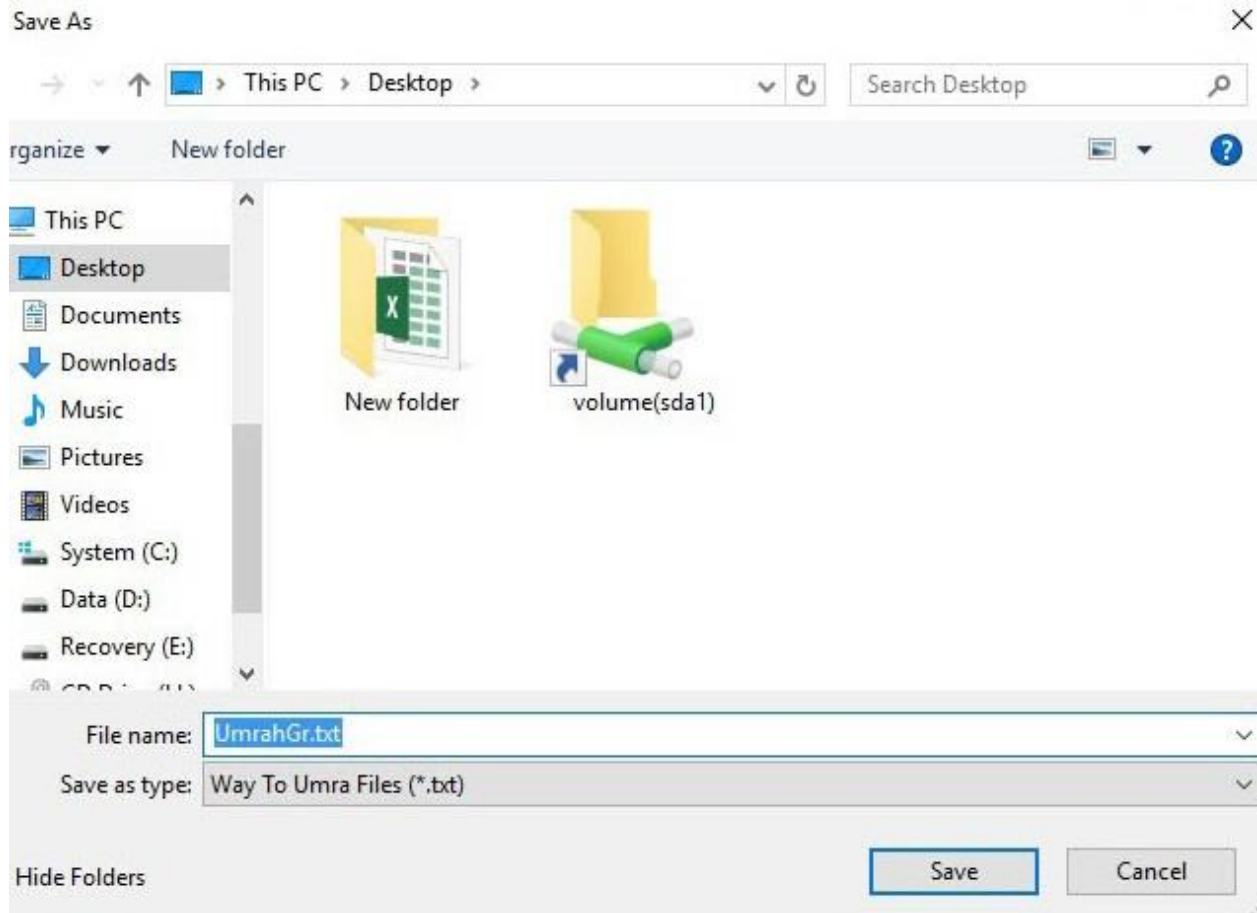 Save As
This PC > Desktop >
Search Desktop
rganize
New folder
This PC
Desktop
Documents
Downloads
Music
Pictures
Videos
System (C:)
Data (D:)
Recovery (E:)
New folder
volume(sda1)
File name: UmrahGr.txt
Save as type: Way To Umra Files (*.txt)
Hide Folders
Save
Cancel